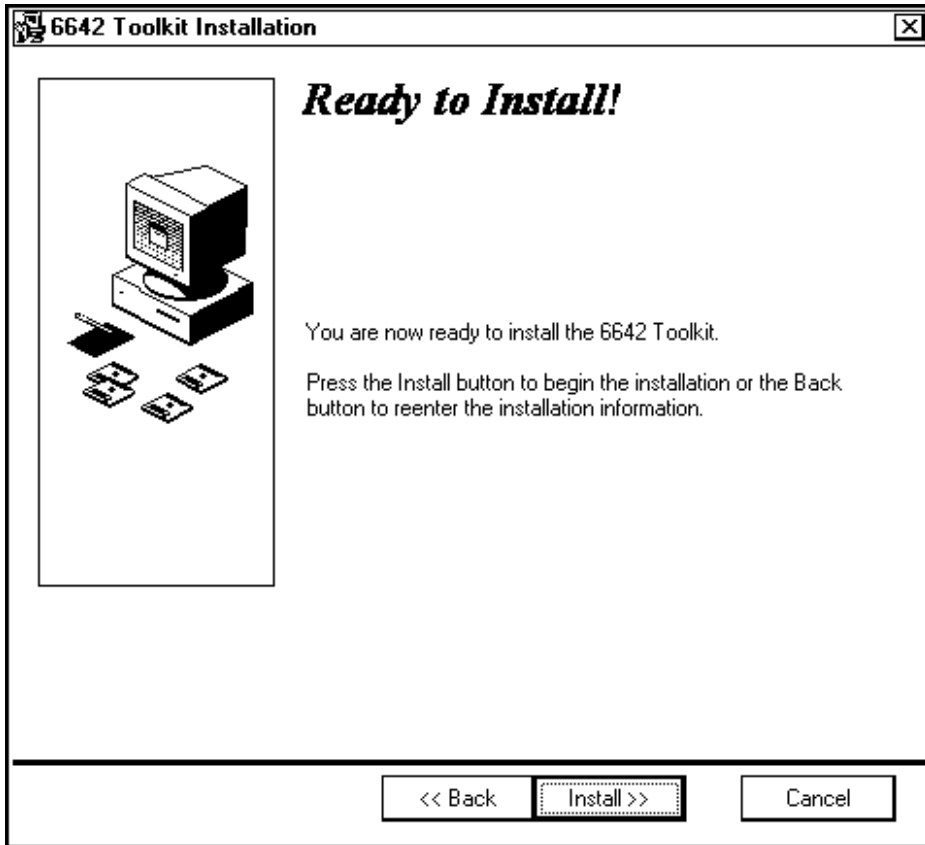 6642 Toolkit Installation
Ready to Install!
You are now ready to install the 6642 Toolkit.
Press the Install button to begin the installation or the Back
button to reenter the installation information.
<< Back
Install >>
Cancel